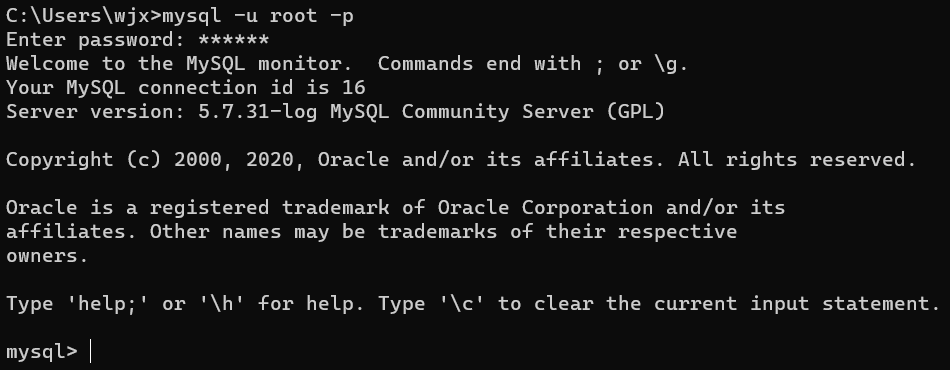 C:\Users\wjx>mysql -u root -p
Enter password: ******
Welcome to the MySQL monitor.  Commands end with ; or \g.
Your MySQL connection id is 16
Server version: 5.7.31-log MySQL Community Server (GPL)
Copyright (c) 2000, 2020, Oracle and/or its affiliates. All rights reserved.
Oracle is a registered trademark of Oracle Corporation and/or its
affiliates. Other names may be trademarks of their respective
owners.
Type 'help;' or '\h' for help. Type '\c' to clear the current input statement.
mysql>